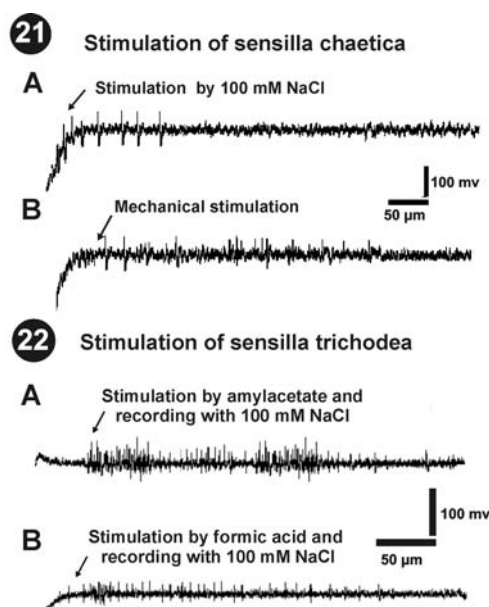 21 Stimulation of sensilla chaetica
A
Stimulation by 100 mM NaCl
100 mv
50 µm
B
Mechanical stimulation
22 Stimulation of sensilla trichodea
A
Stimulation by amylacetate and
recording with 100 mM NaCl
100 mv
50 µm
B
Stimulation by formic acid and
recording with 100 mM NaCl